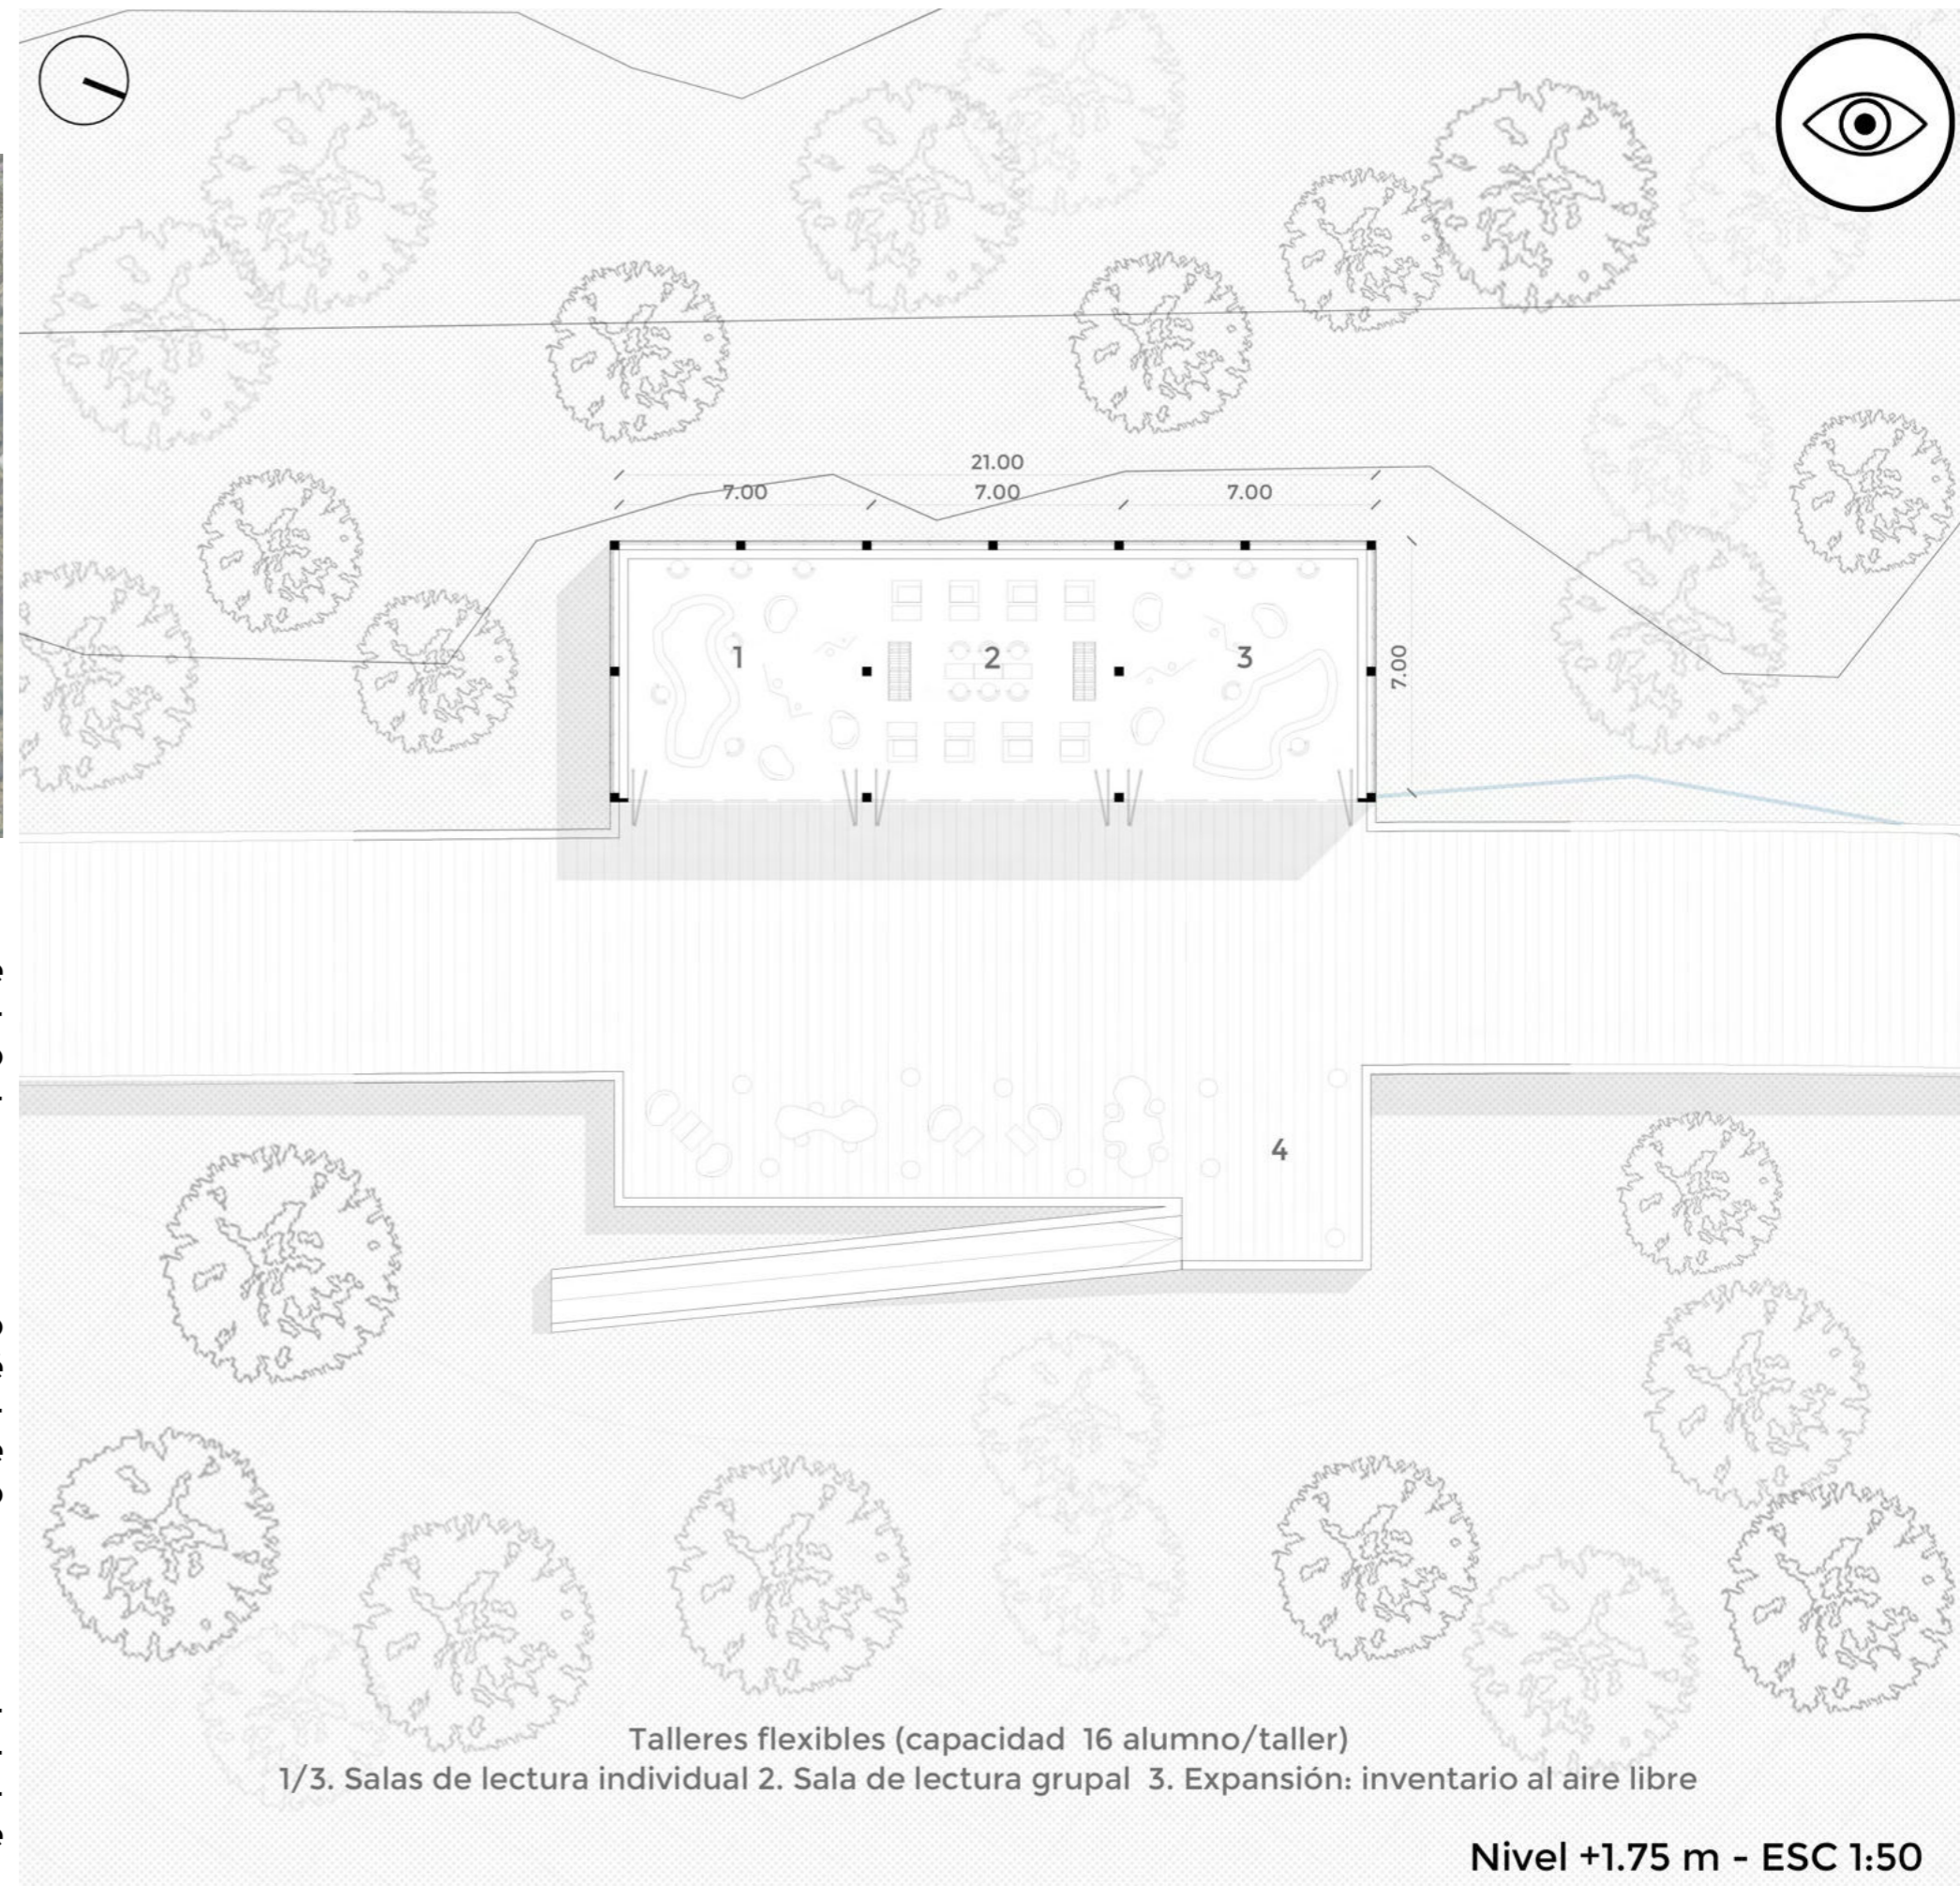 21.00
7.00 7.00 7.00
7.00
1 2 3
4
Talleres flexibles (capacidad 16 alumno/taller)
1/3. Salas de lectura individual 2. Sala de lectura grupal 3. Expansión: inventario al aire libre
Nivel +1.75 m - ESC 1:50